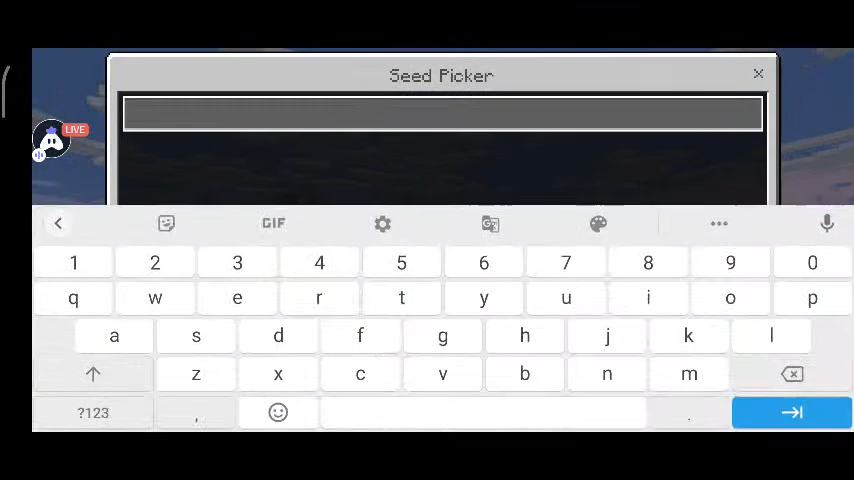 Seed Picker
LIVE
GIF
1 2 3 4 5 6 7 8 9 0
q w e r t y u i o p
a s d f g h j k l
z x c v b n m
?123 , .